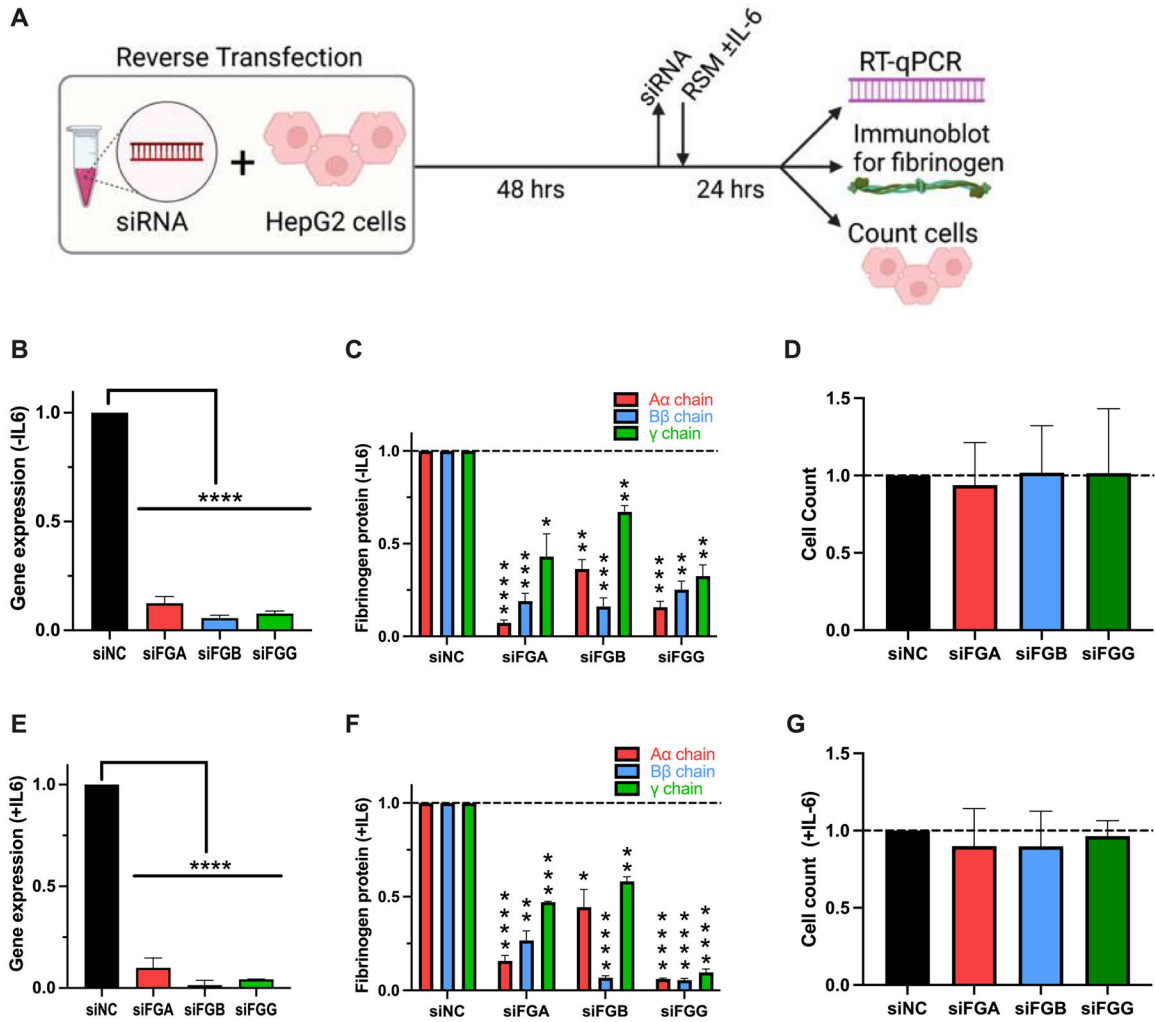 A
Reverse Transfection
siRNA
+
HepG2 cells
48 hrs
siRNA
RSM ±IL-6
24 hrs
RT-qPCR
Immunoblot
for fibrinogen
Count cells
B
Gene expression (-IL6)
1.0
0.5
0.0
****
siNC
siFGA
siFGB
siFGG
C
Aα chain
Bβ chain
γ chain
Fibrinogen protein (-IL6)
1.0
0.5
0.0
****
***
*
**
***
**
***
**
**
siNC
siFGA
siFGB
siFGG
D
Cell Count
1.5
1.0
0.5
0.0
siNC
siFGA
siFGB
siFGG
E
Gene expression (+IL6)
1.0
0.5
0.0
****
siNC
siFGA
siFGB
siFGG
F
Aα chain
Bβ chain
γ chain
Fibrinogen protein (+IL6)
1.0
0.5
0.0
****
**
***
*
****
**
****
****
****
siNC
siFGA
siFGB
siFGG
G
Cell count (+IL-6)
1.5
1.0
0.5
0.0
siNC
siFGA
siFGB
siFGG